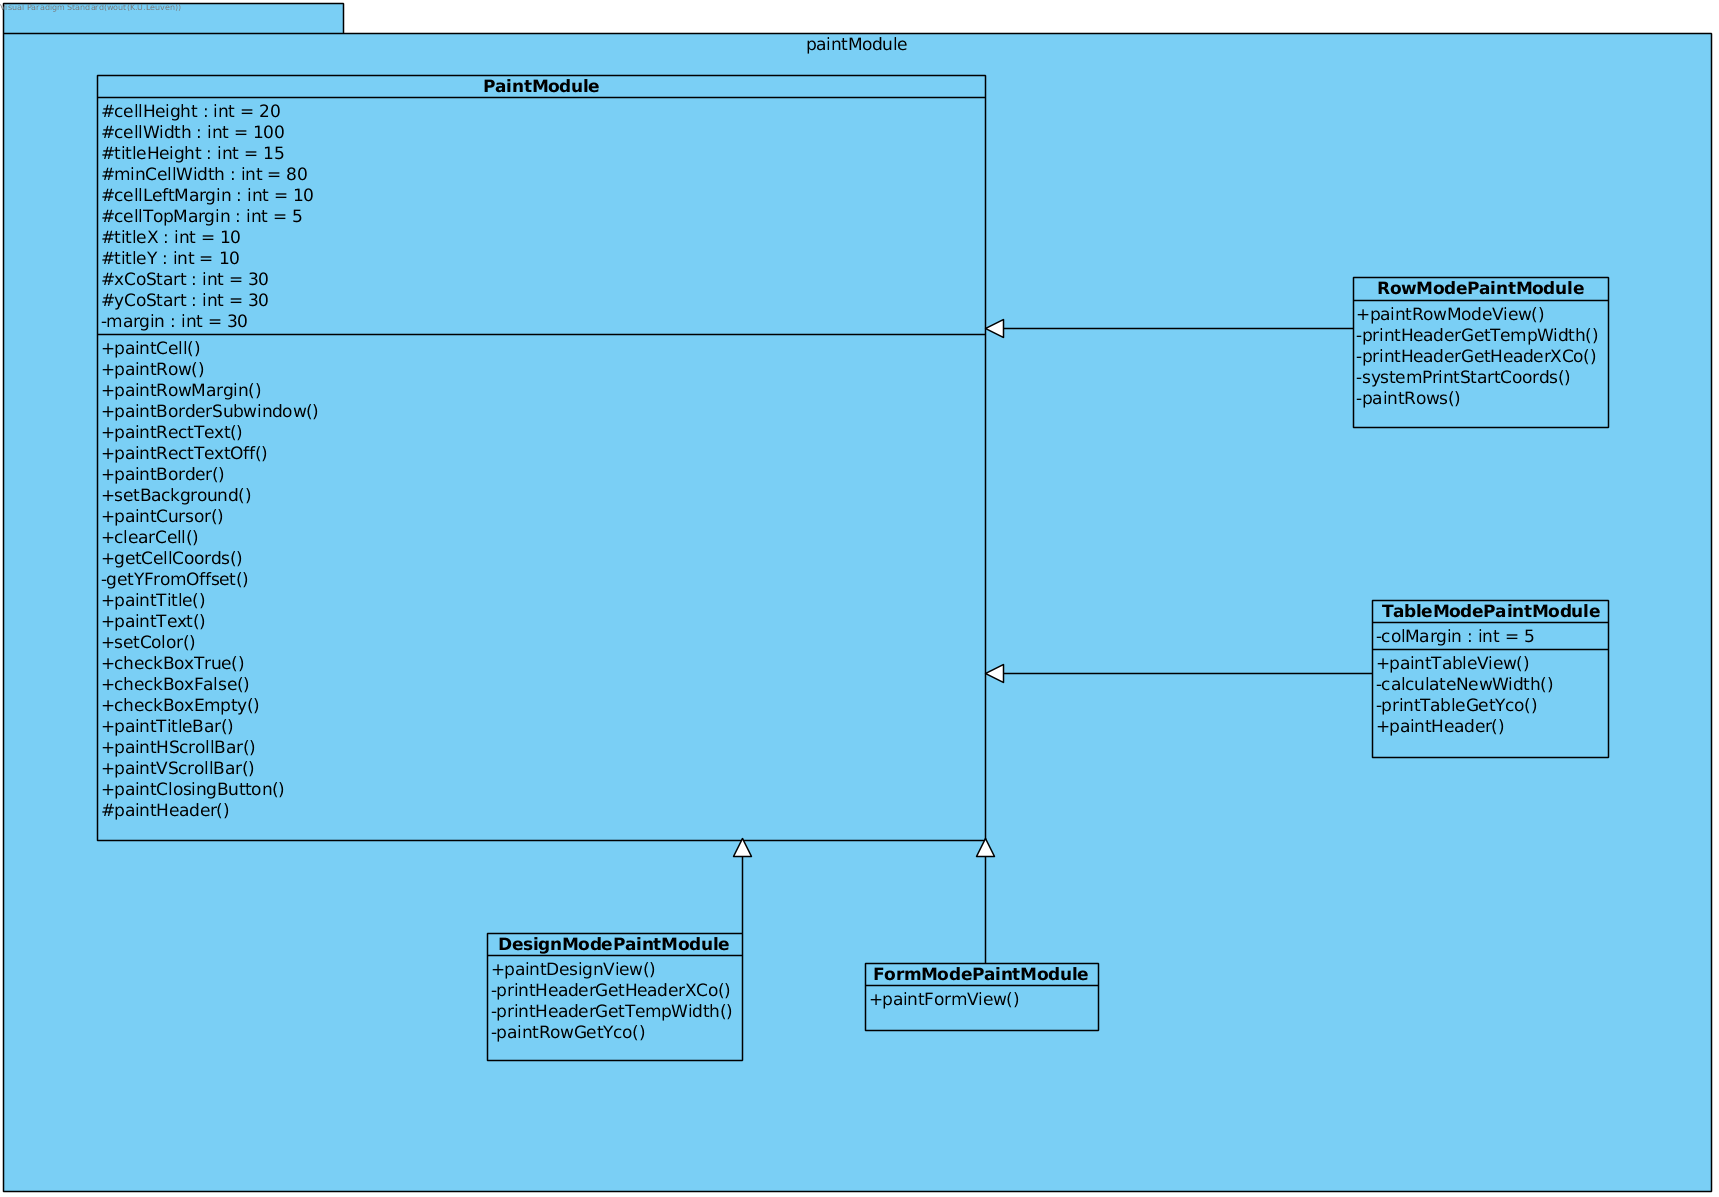 Visual Paradigm Standard(wout(K.U.Leuven))
paintModule
PaintModule
#cellHeight : int = 20
#cellWidth : int = 100
#titleHeight : int = 15
#minCellWidth : int = 80
#cellLeftMargin : int = 10
#cellTopMargin : int = 5
#titleX : int = 10
#titleY : int = 10
#xCoStart : int = 30
#yCoStart : int = 30
-margin : int = 30
+paintCell()
+paintRow()
+paintRowMargin()
+paintBorderSubwindow()
+paintRectText()
+paintRectTextOff()
+paintBorder()
+setBackground()
+paintCursor()
+clearCell()
+getCellCoords()
-getYFromOffset()
+paintTitle()
+paintText()
+setColor()
+checkBoxTrue()
+checkBoxFalse()
+checkBoxEmpty()
+paintTitleBar()
+paintHScrollBar()
+paintVScrollBar()
+paintClosingButton()
#paintHeader()
RowModePaintModule
+paintRowModeView()
-printHeaderGetTempWidth()
-printHeaderGetHeaderXCo()
-systemPrintStartCoords()
-paintRows()
TableModePaintModule
-colMargin : int = 5
+paintTableView()
-calculateNewWidth()
-printTableGetYco()
+paintHeader()
DesignModePaintModule
+paintDesignView()
-printHeaderGetHeaderXCo()
-printHeaderGetTempWidth()
-paintRowGetYco()
FormModePaintModule
+paintFormView()